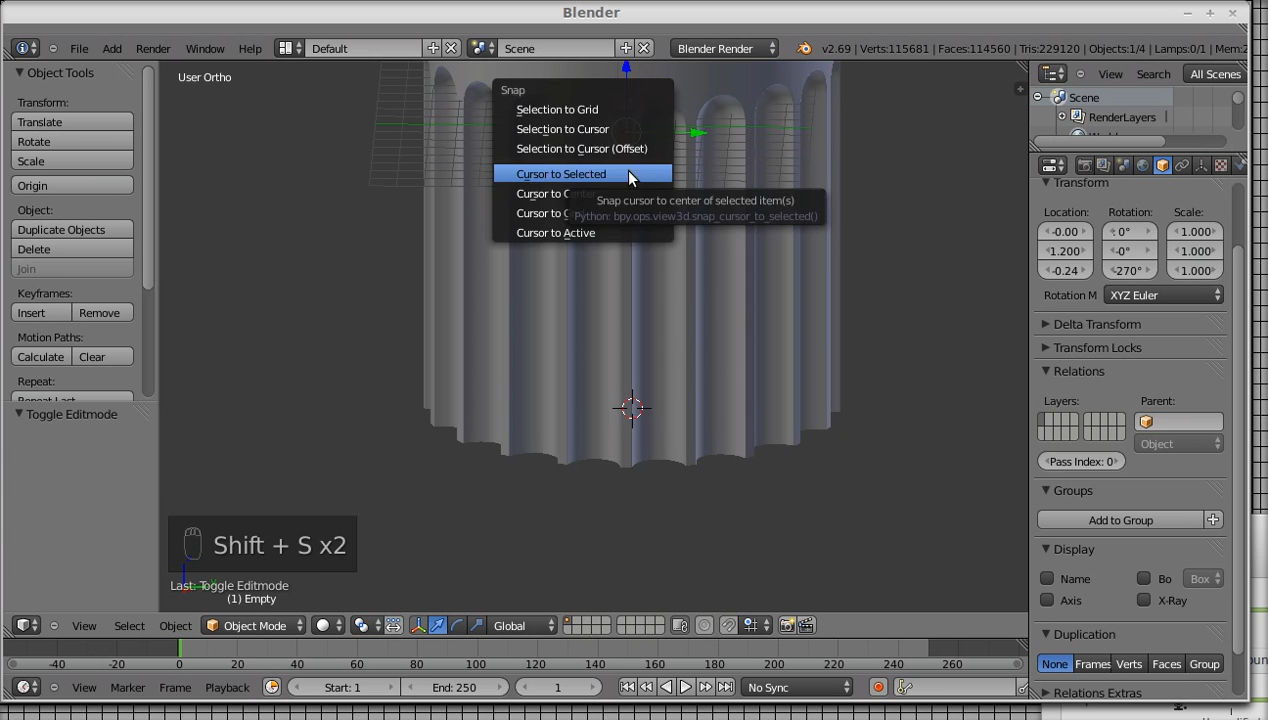 Blender
File Add Render Window Help Default Scene Blender Render v2.69 | Verts:115681 | Faces:114560 | Tris:229120 | Objects:1/4 | Lamps:0/1 | Mem:2
Object Tools
Transform:
Translate
Rotate
Scale
Origin
Object:
Duplicate Objects
Delete
Join
Keyframes:
Insert Remove
Motion Paths:
Calculate Clear
Repeat:
Repeat Last
Toggle Editmode
User Ortho
Snap
Selection to Grid
Selection to Cursor
Selection to Cursor (Offset)
Cursor to Selected
Cursor to Center
Cursor to G
Cursor to Active
Snap cursor to center of selected item(s)
Python: bpy.ops.view3d.snap_cursor_to_selected()
Shift + S x2
Last: Toggle Editmode
(1) Empty
View Select Object Object Mode Global
-40 -20 0 20 40 60 80 100 120 140 160 180 200 220 240 260
View Marker Frame Playback Start: 1 End: 250 1 No Sync
View Search All Scenes
Scene
RenderLayers
Transform
Location: Rotation: Scale:
-0.00 0° 1.000
1.200 -0° 1.000
-0.24 -270° 1.000
Rotation M XYZ Euler
Delta Transform
Transform Locks
Relations
Layers: Parent:
Object
Pass Index: 0
Groups
Add to Group
Display
Name Bo Box
Axis X-Ray
Duplication
None Frames Verts Faces Group
Relations Extras